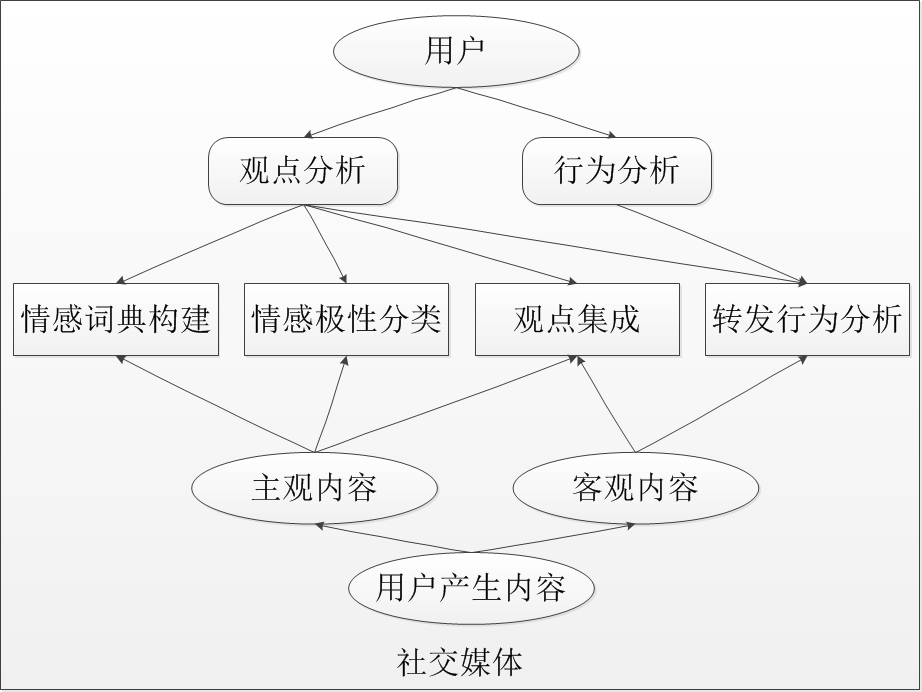 用户
观点分析
行为分析
情感词典构建
情感极性分类
观点集成
转发行为分析
主观内容
客观内容
用户产生内容
社交媒体